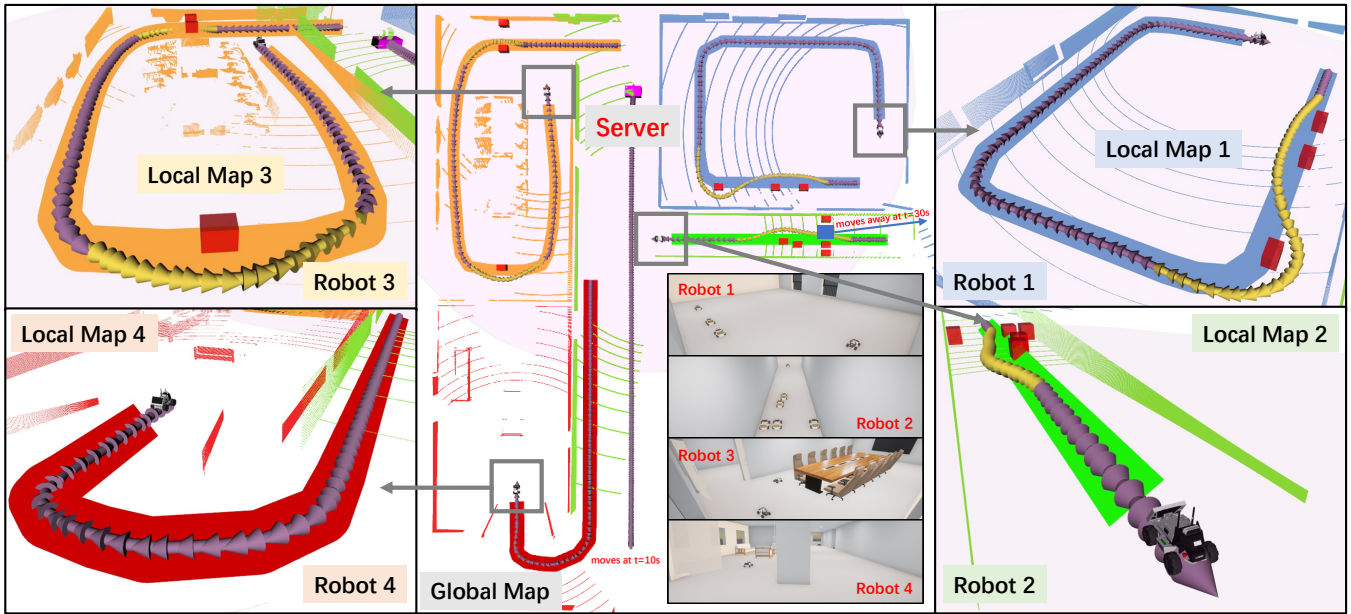 Local Map 3
Robot 3
Local Map 4
Robot 4
Server
moves away at t=30s
Robot 1
Robot 2
Robot 3
Robot 4
moves at t=10s
Global Map
Local Map 1
Robot 1
Local Map 2
Robot 2